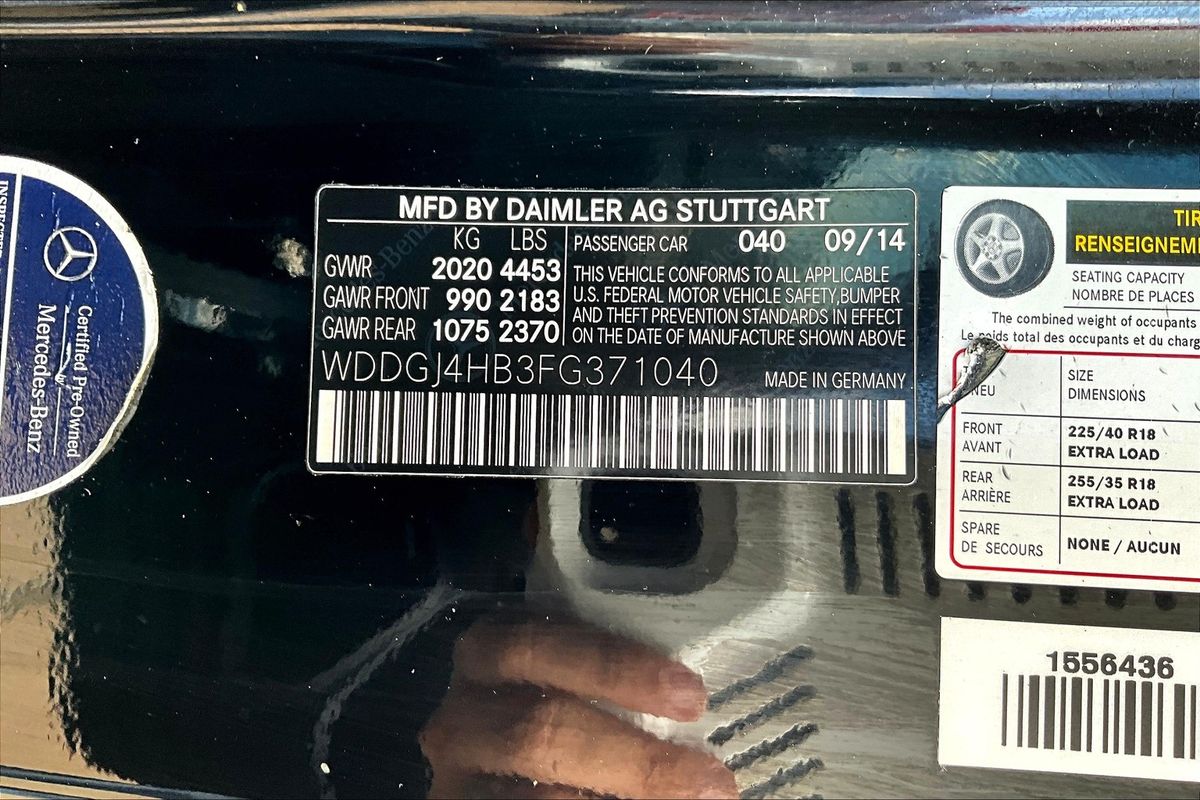 INSPECTED
Certified Pre-Owned
Mercedes-Benz
MFD BY DAIMLER AG STUTTGART
KG LBS
GVWR 2020 4453
GAWR FRONT 990 2183
GAWR REAR 1075 2370
PASSENGER CAR 040 09/14
THIS VEHICLE CONFORMS TO ALL APPLICABLE
U.S. FEDERAL MOTOR VEHICLE SAFETY,BUMPER
AND THEFT PREVENTION STANDARDS IN EFFECT
ON THE DATE OF MANUFACTURE SHOWN ABOVE
WDDGJ4HB3FG371040 MADE IN GERMANY
TIR
RENSEIGNEM
SEATING CAPACITY
NOMBRE DE PLACES
The combined weight of occupants
Le poids total des occupants et du charg
NEU
SIZE
DIMENSIONS
FRONT
AVANT
225/40 R18
EXTRA LOAD
REAR
ARRIÈRE
255/35 R18
EXTRA LOAD
SPARE
DE SECOURS
NONE / AUCUN
1556436